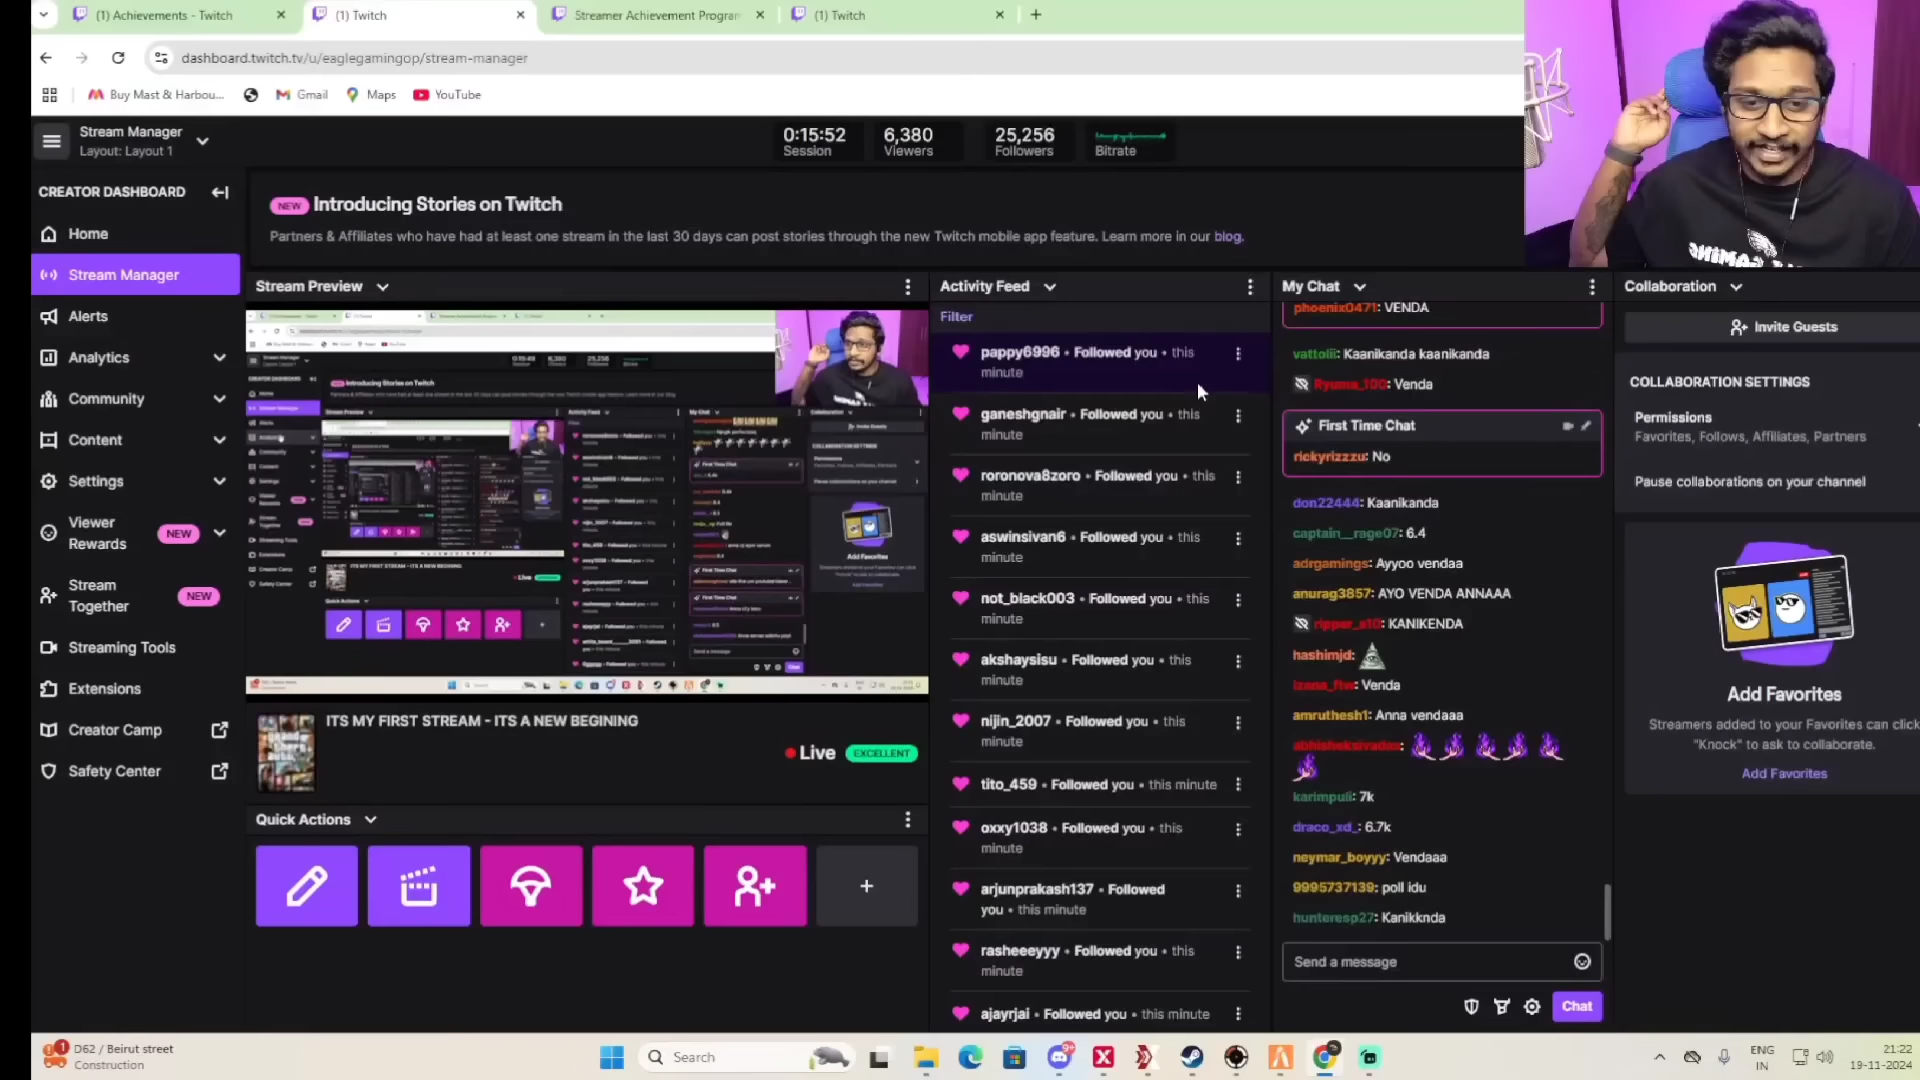 (1) Achievements - Twitch
(1) Twitch
Streamer Achievement Program
(1) Twitch
dashboard.twitch.tv/u/eaglegamingop/stream-manager
Buy Mast & Harbou...
Gmail
Maps
YouTube
Stream Manager
Layout: Layout 1
0:15:52
Session
6,380
Viewers
25,256
Followers
Bitrate
CREATOR DASHBOARD
Home
Stream Manager
Alerts
Analytics
Community
Content
Settings
Viewer
Rewards
NEW
Stream
Together
NEW
Streaming Tools
Extensions
Creator Camp
Safety Center
NEW Introducing Stories on Twitch
Partners & Affiliates who have had at least one stream in the last 30 days can post stories through the new Twitch mobile app feature. Learn more in our blog.
Stream Preview
ITS MY FIRST STREAM - ITS A NEW BEGINING
Live EXCELLENT
Quick Actions
Activity Feed
Filter
pappy6996 • Followed you • this
minute
ganeshgnair • Followed you • this
minute
roronova8zoro • Followed you • this
minute
aswinsivan6 • Followed you • this
minute
not_black003 • Followed you • this
minute
akshaysisu • Followed you • this
minute
nijin_2007 • Followed you • this
minute
tito_459 • Followed you • this minute
oxxy1038 • Followed you • this
minute
arjunprakash137 • Followed
you • this minute
rasheeeyyy • Followed you • this
minute
ajayrjai • Followed you • this minute
My Chat
phoenix0471: VENDA
vattolii: Kaanikanda kaanikanda
Ryuma_100: Venda
First Time Chat
rickyrizzzu: No
don22444: Kaanikanda
captain__rage07: 6.4
adrgamings: Ayyoo vendaa
anurag3857: AYO VENDA ANNAAA
ripper_a10: KANIKENDA
hashimjd:
izana_fivo: Venda
amruthesh1: Anna vendaaa
abhisheksivadas:
karimpuli: 7k
draco_xd_: 6.7k
neymar_boyyy: Vendaaa
9995737139: poll idu
hunteresp27: Kanikknda
Send a message
Chat
Collaboration
Invite Guests
COLLABORATION SETTINGS
Permissions
Favorites, Follows, Affiliates, Partners
Pause collaborations on your channel
Add Favorites
Streamers added to your Favorites can click
"Knock" to ask to collaborate.
Add Favorites
D62 / Beirut street
Construction
Search
ENG
IN
21:22
19-11-2024